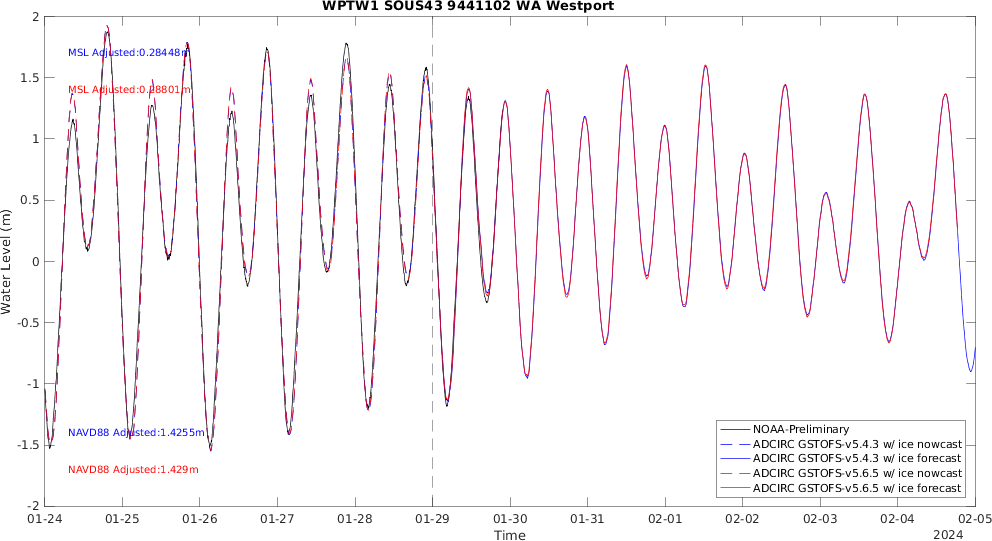 WPTW1 SOUS43 9441102 WA Westport
2
1.5
1
0.5
0
-0.5
-1
-1.5
-2
Water Level (m)
MSL Adjusted:0.28448m
MSL Adjusted:0.28801m
NAVD88 Adjusted:1.4255m
NAVD88 Adjusted:1.429m
NOAA-Preliminary
ADCIRC GSTOFS-v5.4.3 w/ ice nowcast
ADCIRC GSTOFS-v5.4.3 w/ ice forecast
ADCIRC GSTOFS-v5.6.5 w/ ice nowcast
ADCIRC GSTOFS-v5.6.5 w/ ice forecast
01-24 01-25 01-26 01-27 01-28 01-29 01-30 01-31 02-01 02-02 02-03 02-04 02-05
Time
2024